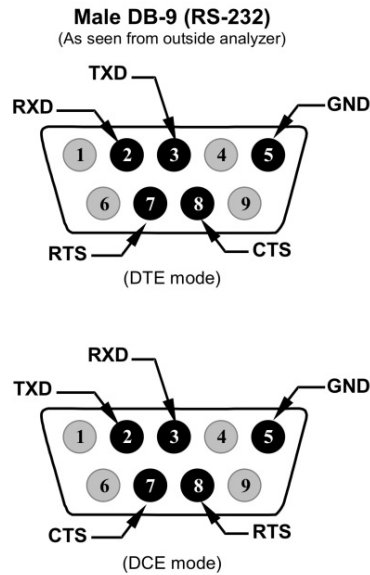 Male DB-9 (RS-232)
(As seen from outside analyzer)
TXD
RXD
GND
1 2 3 4 5
6 7 8 9
RTS
CTS
(DTE mode)
RXD
TXD
GND
1 2 3 4 5
6 7 8 9
CTS
RTS
(DCE mode)